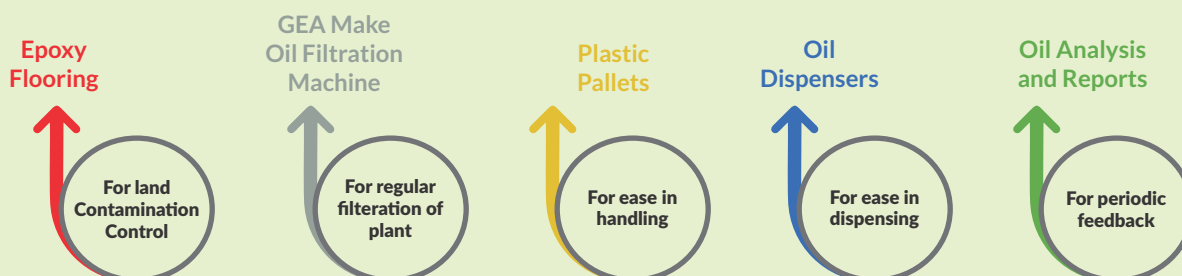 Epoxy
Flooring
For land
Contamination
Control
GEA Make
Oil Filtration
Machine
For regular
filteration of
plant
Plastic
Pallets
For ease in
handling
Oil
Dispensers
For ease in
dispensing
Oil Analysis
and Reports
For periodic
feedback